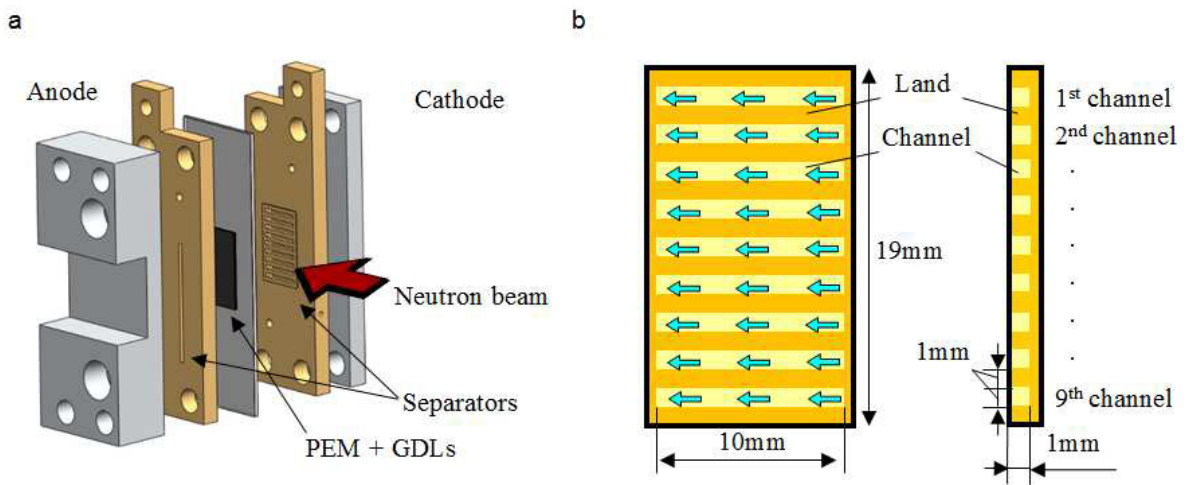 a
Anode
Cathode
Neutron beam
Separators
PEM + GDLs
b
Land
Channel
1st channel
2nd channel
.
.
.
.
.
.
9th channel
19mm
1mm
10mm
1mm